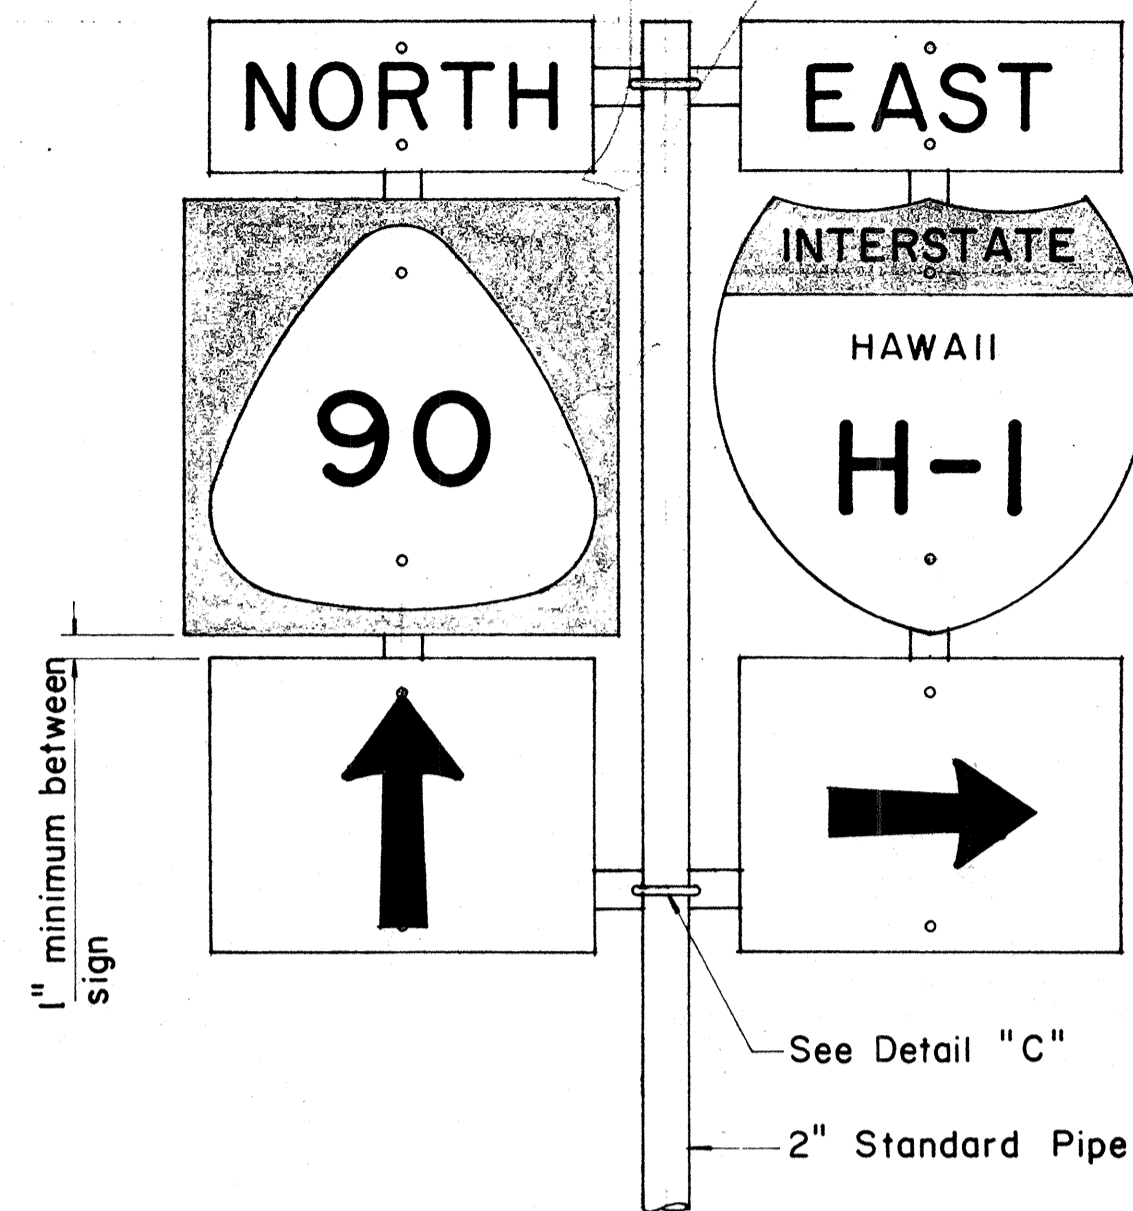 NORTH
EAST
INTERSTATE
HAWAII
90
H-1
1" minimum between
sign
See Detail "C"
2" Standard Pipe